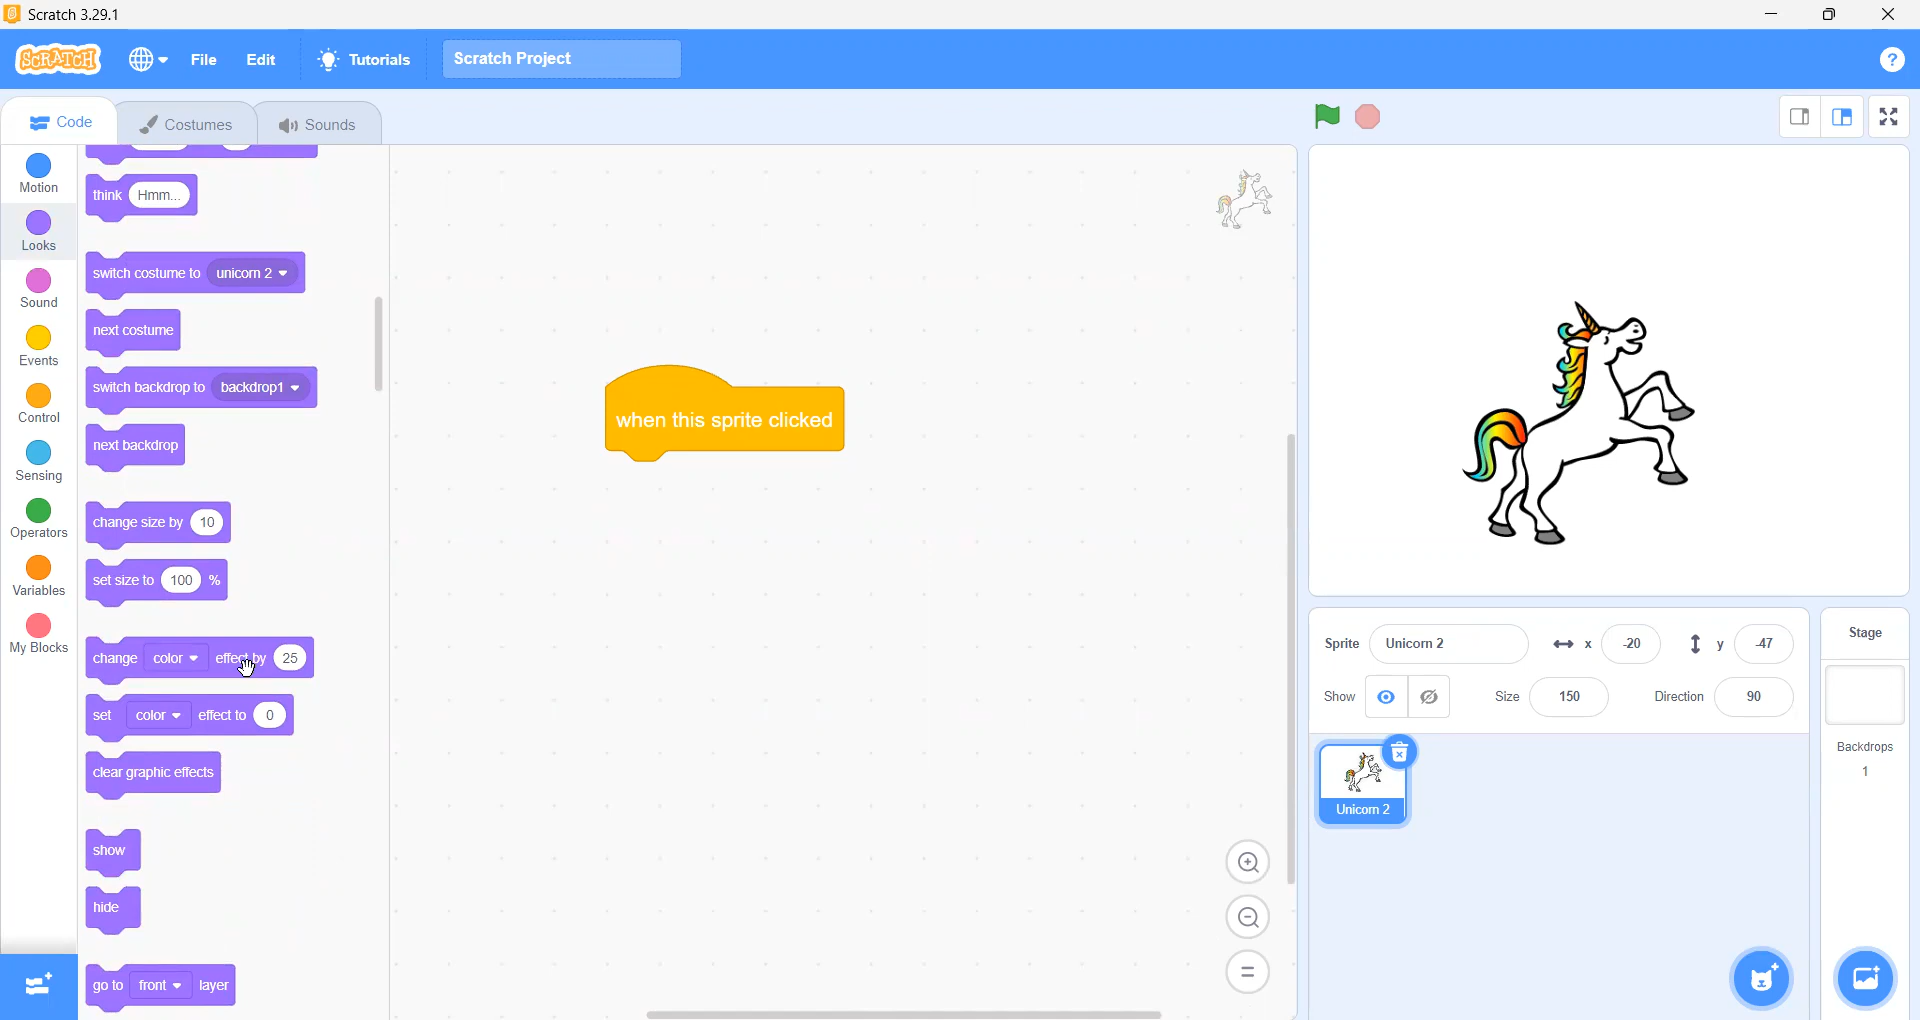 Scratch 3.29.1
SCRATCH File Edit Tutorials Scratch Project ?
Code Costumes Sounds
Motion
Looks
Sound
Events
Control
Sensing
Operators
Variables
My Blocks
think Hmm...
switch costume to unicorn 2
next costume
switch backdrop to backdrop1
next backdrop
change size by 10
set size to 100 %
change color effect by 25
set color effect to 0
clear graphic effects
show
hide
go to front layer
when this sprite clicked
Sprite Unicorn 2 x -20 y -47
Show Size 150 Direction 90
Unicorn 2
Stage
Backdrops
1